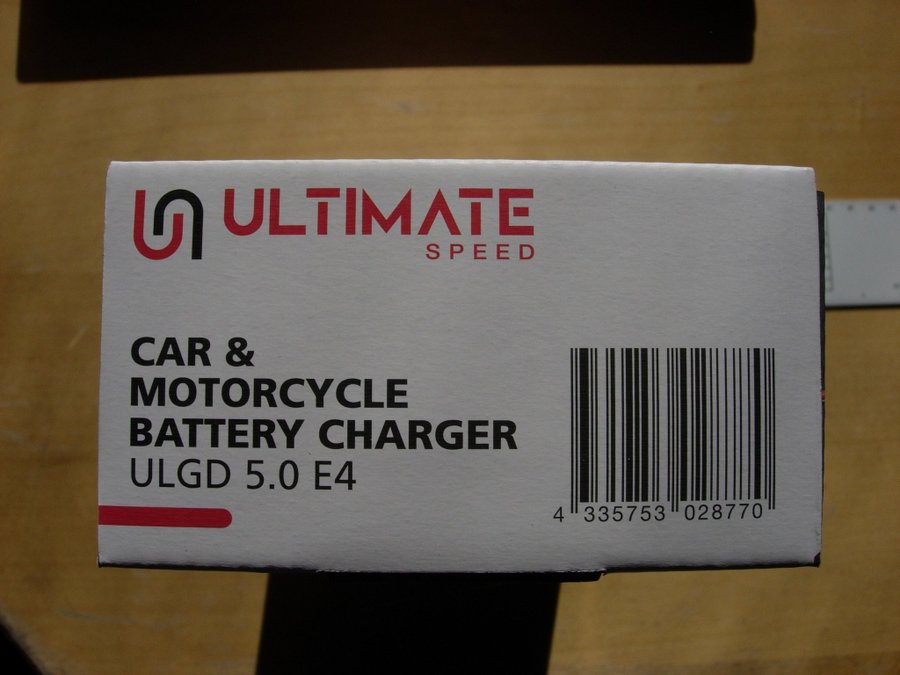 ULTIMATE
SPEED
CAR &
MOTORCYCLE
BATTERY CHARGER
ULGD 5.0 E4
4 335753 028770